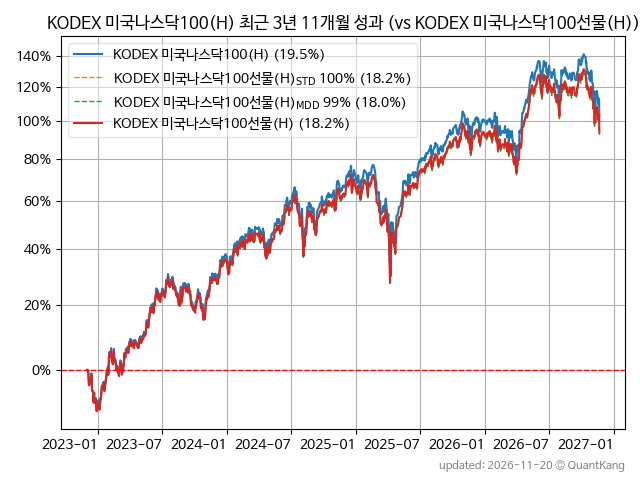 KODEX 미국나스닥100(H) 최근 3년 11개월 성과 (vs KODEX 미국나스닥100선물(H))
KODEX 미국나스닥100(H) (19.5%)
KODEX 미국나스닥100선물(H)STD 100% (18.2%)
KODEX 미국나스닥100선물(H)MDD 99% (18.0%)
KODEX 미국나스닥100선물(H) (18.2%)
140%
120%
100%
80%
60%
40%
20%
0%
2023-01 2023-07 2024-01 2024-07 2025-01 2025-07 2026-01 2026-07 2027-01
updated: 2026-11-20 © QuantKang